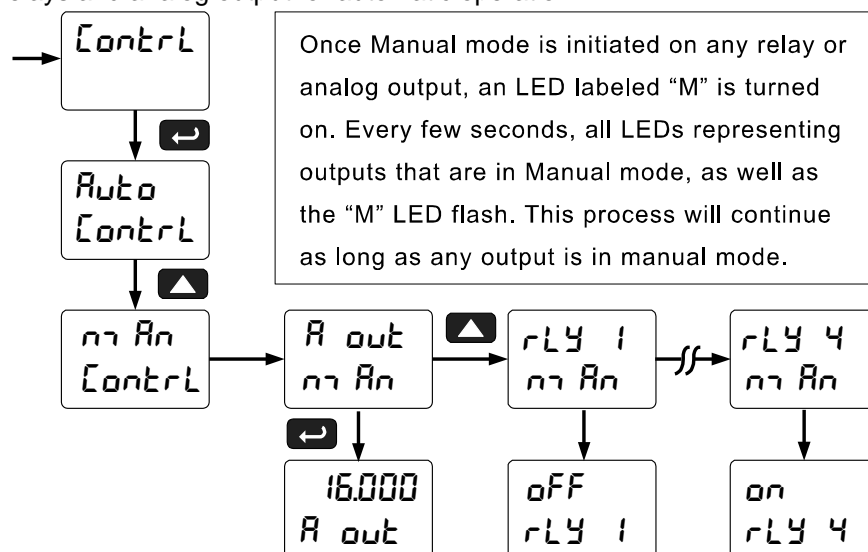 ContrL
Once Manual mode is initiated on any relay or
analog output, an LED labeled “M” is turned
on. Every few seconds, all LEDs representing
outputs that are in Manual mode, as well as
the “M” LED flash. This process will continue
as long as any output is in manual mode.
Auto
ContrL
mAn
ContrL
A out
mAn
rLY 1
mAn
rLY 4
mAn
16.000
A out
oFF
rLY 1
on
rLY 4